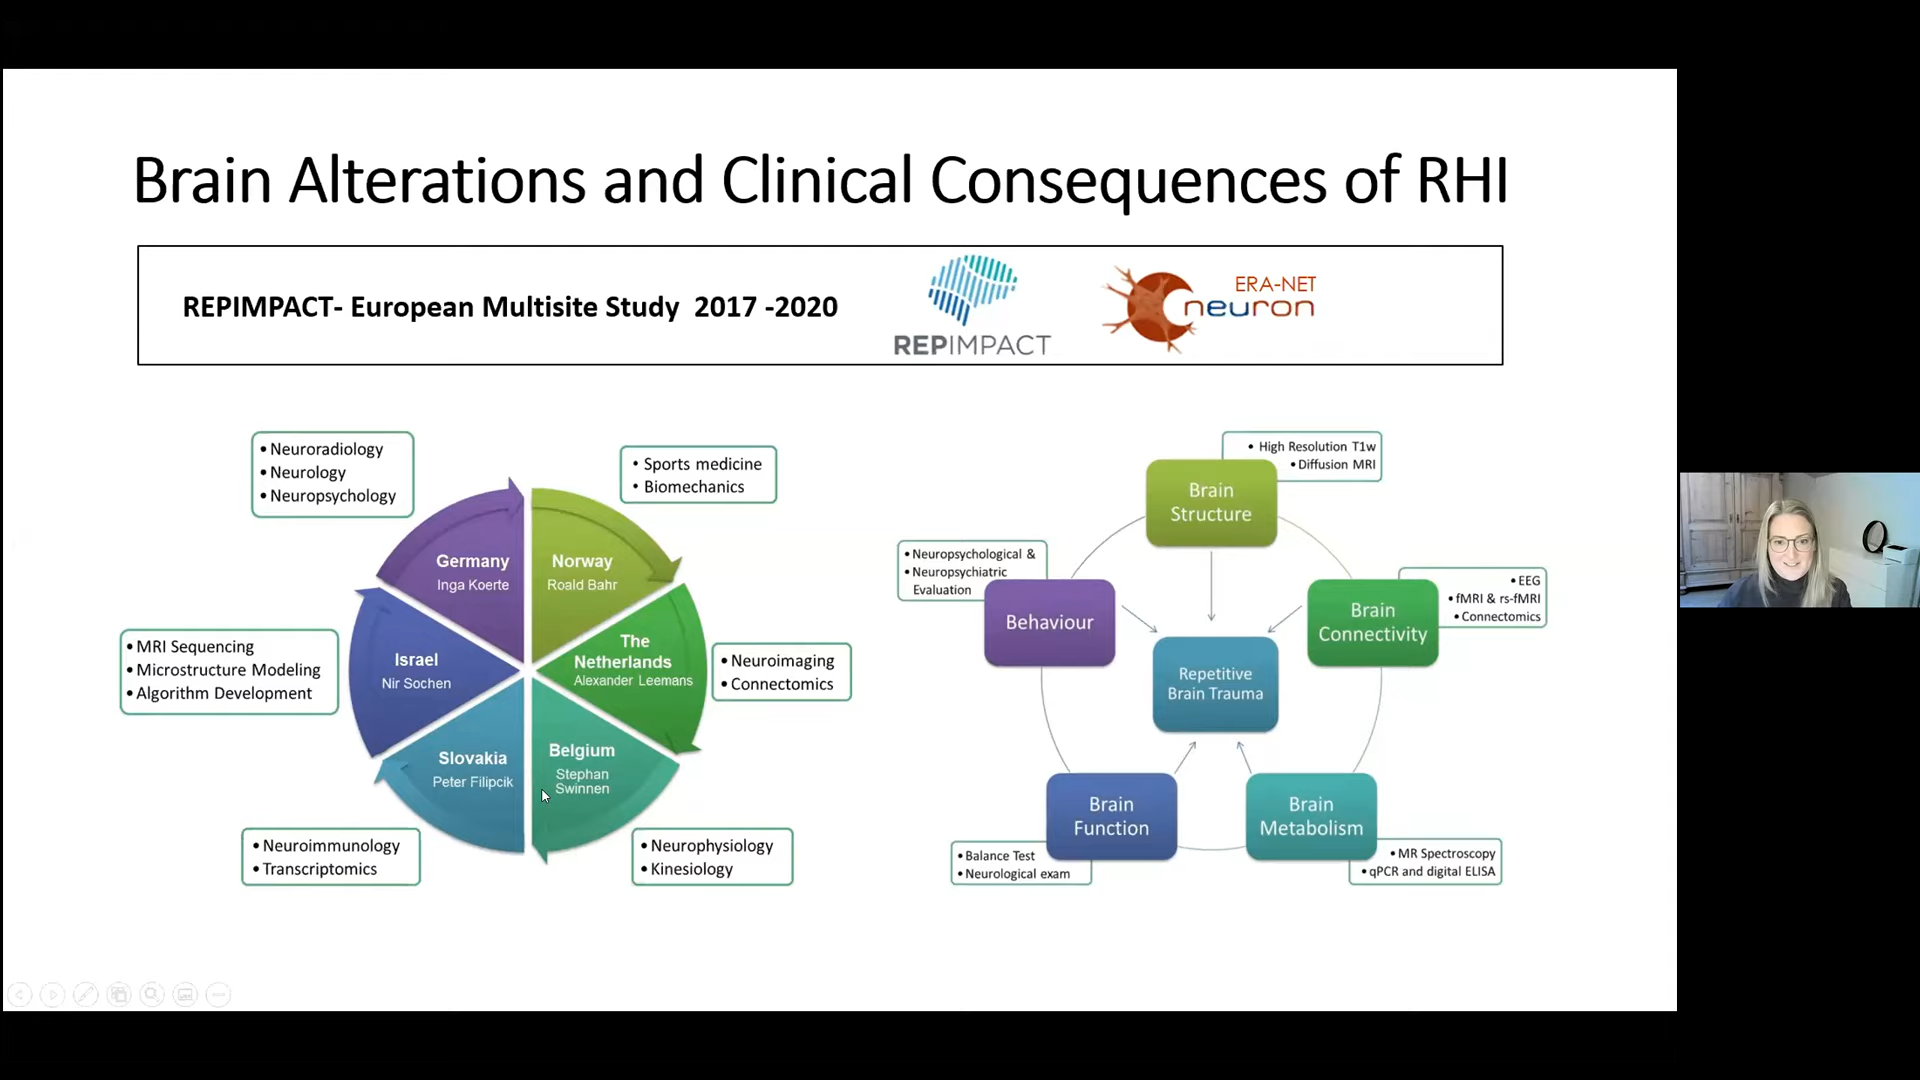 Brain Alterations and Clinical Consequences of RHI
REPIMPACT- European Multisite Study 2017 -2020
REPIMPACT
ERA-NET
neuron
• Neuroradiology
• Neurology
• Neuropsychology
• Sports medicine
• Biomechanics
Germany
Inga Koerte
Norway
Roald Bahr
• MRI Sequencing
• Microstructure Modeling
• Algorithm Development
Israel
Nir Sochen
The
Netherlands
Alexander Leemans
• Neuroimaging
• Connectomics
Slovakia
Peter Filipcik
Belgium
Stephan
Swinnen
• Neuroimmunology
• Transcriptomics
• Neurophysiology
• Kinesiology
• High Resolution T1w
• Diffusion MRI
Brain
Structure
• Neuropsychological &
• Neuropsychiatric
Evaluation
Behaviour
• EEG
• fMRI & rs-fMRI
• Connectomics
Brain
Connectivity
Repetitive
Brain Trauma
Brain
Function
• Balance Test
• Neurological exam
Brain
Metabolism
• MR Spectroscopy
• qPCR and digital ELISA